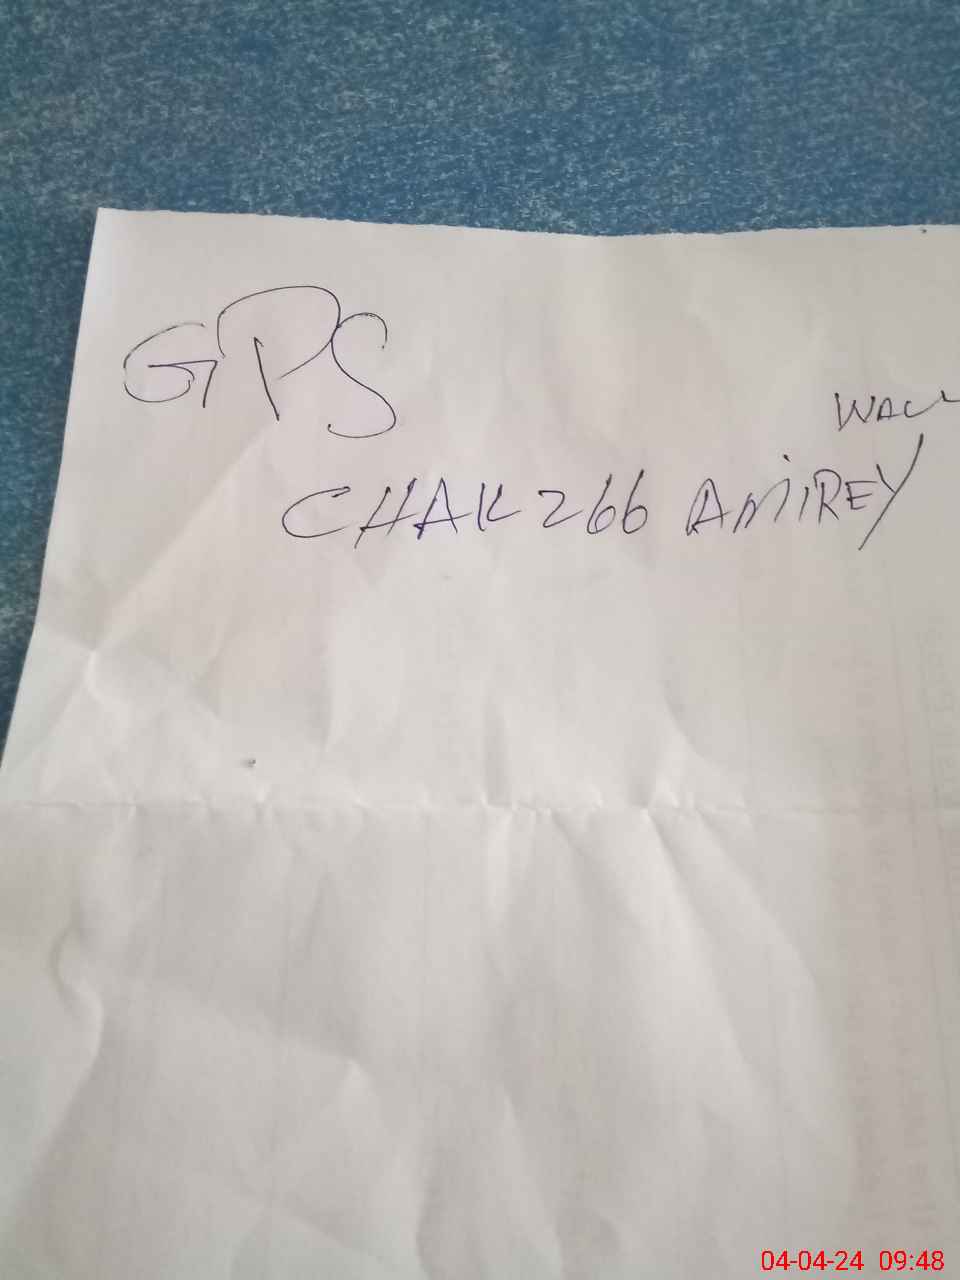 GPS
WAL
CHAK 266 AMIREY
04-04-24 09:48